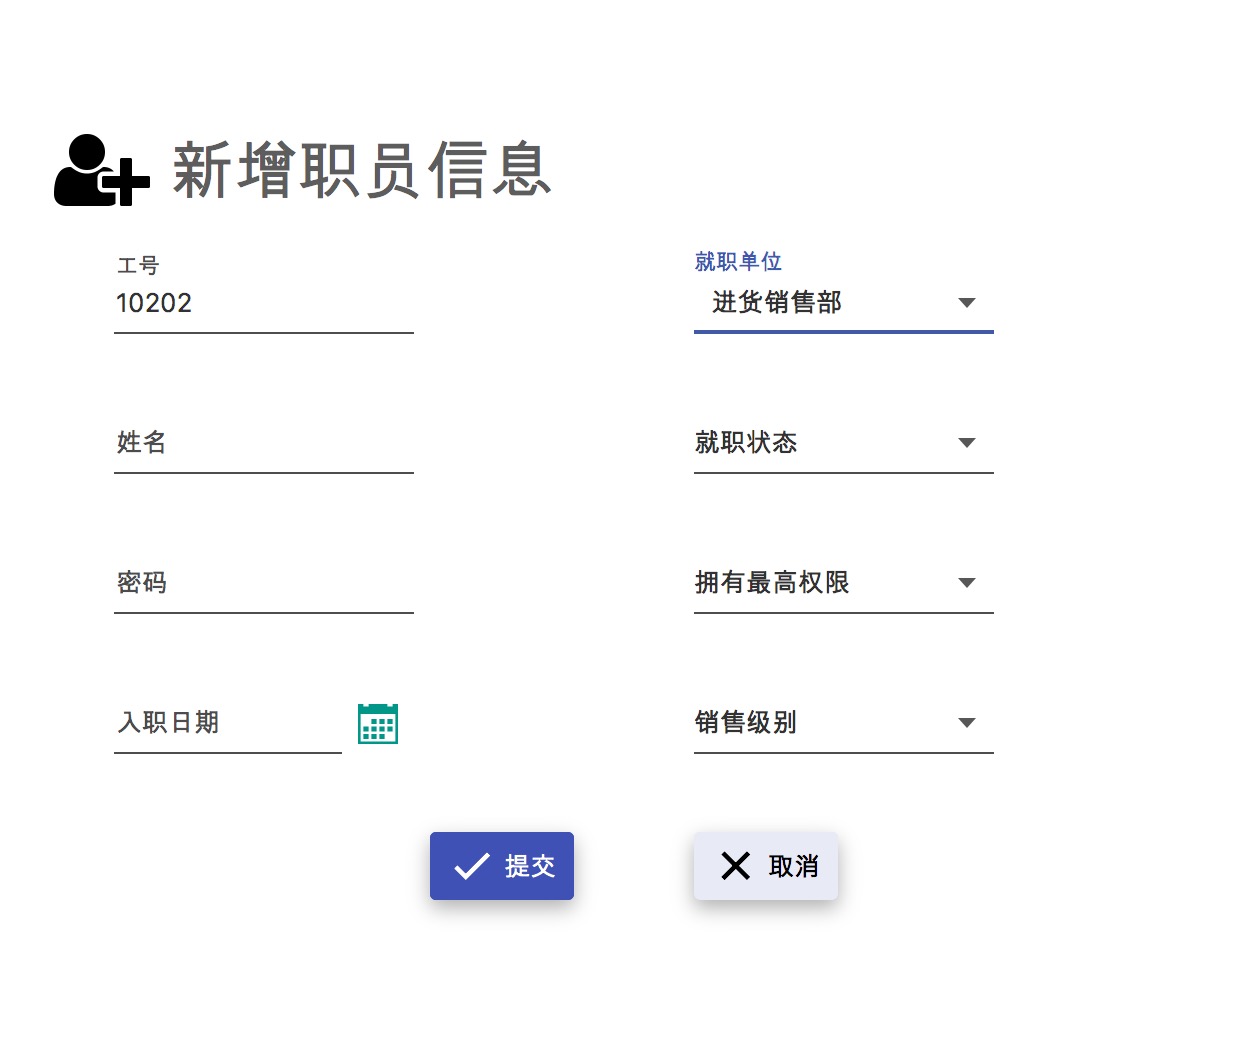 新增职员信息
工号
10202
就职单位
进货销售部
姓名
就职状态
密码
拥有最高权限
入职日期
销售级别
提交
取消